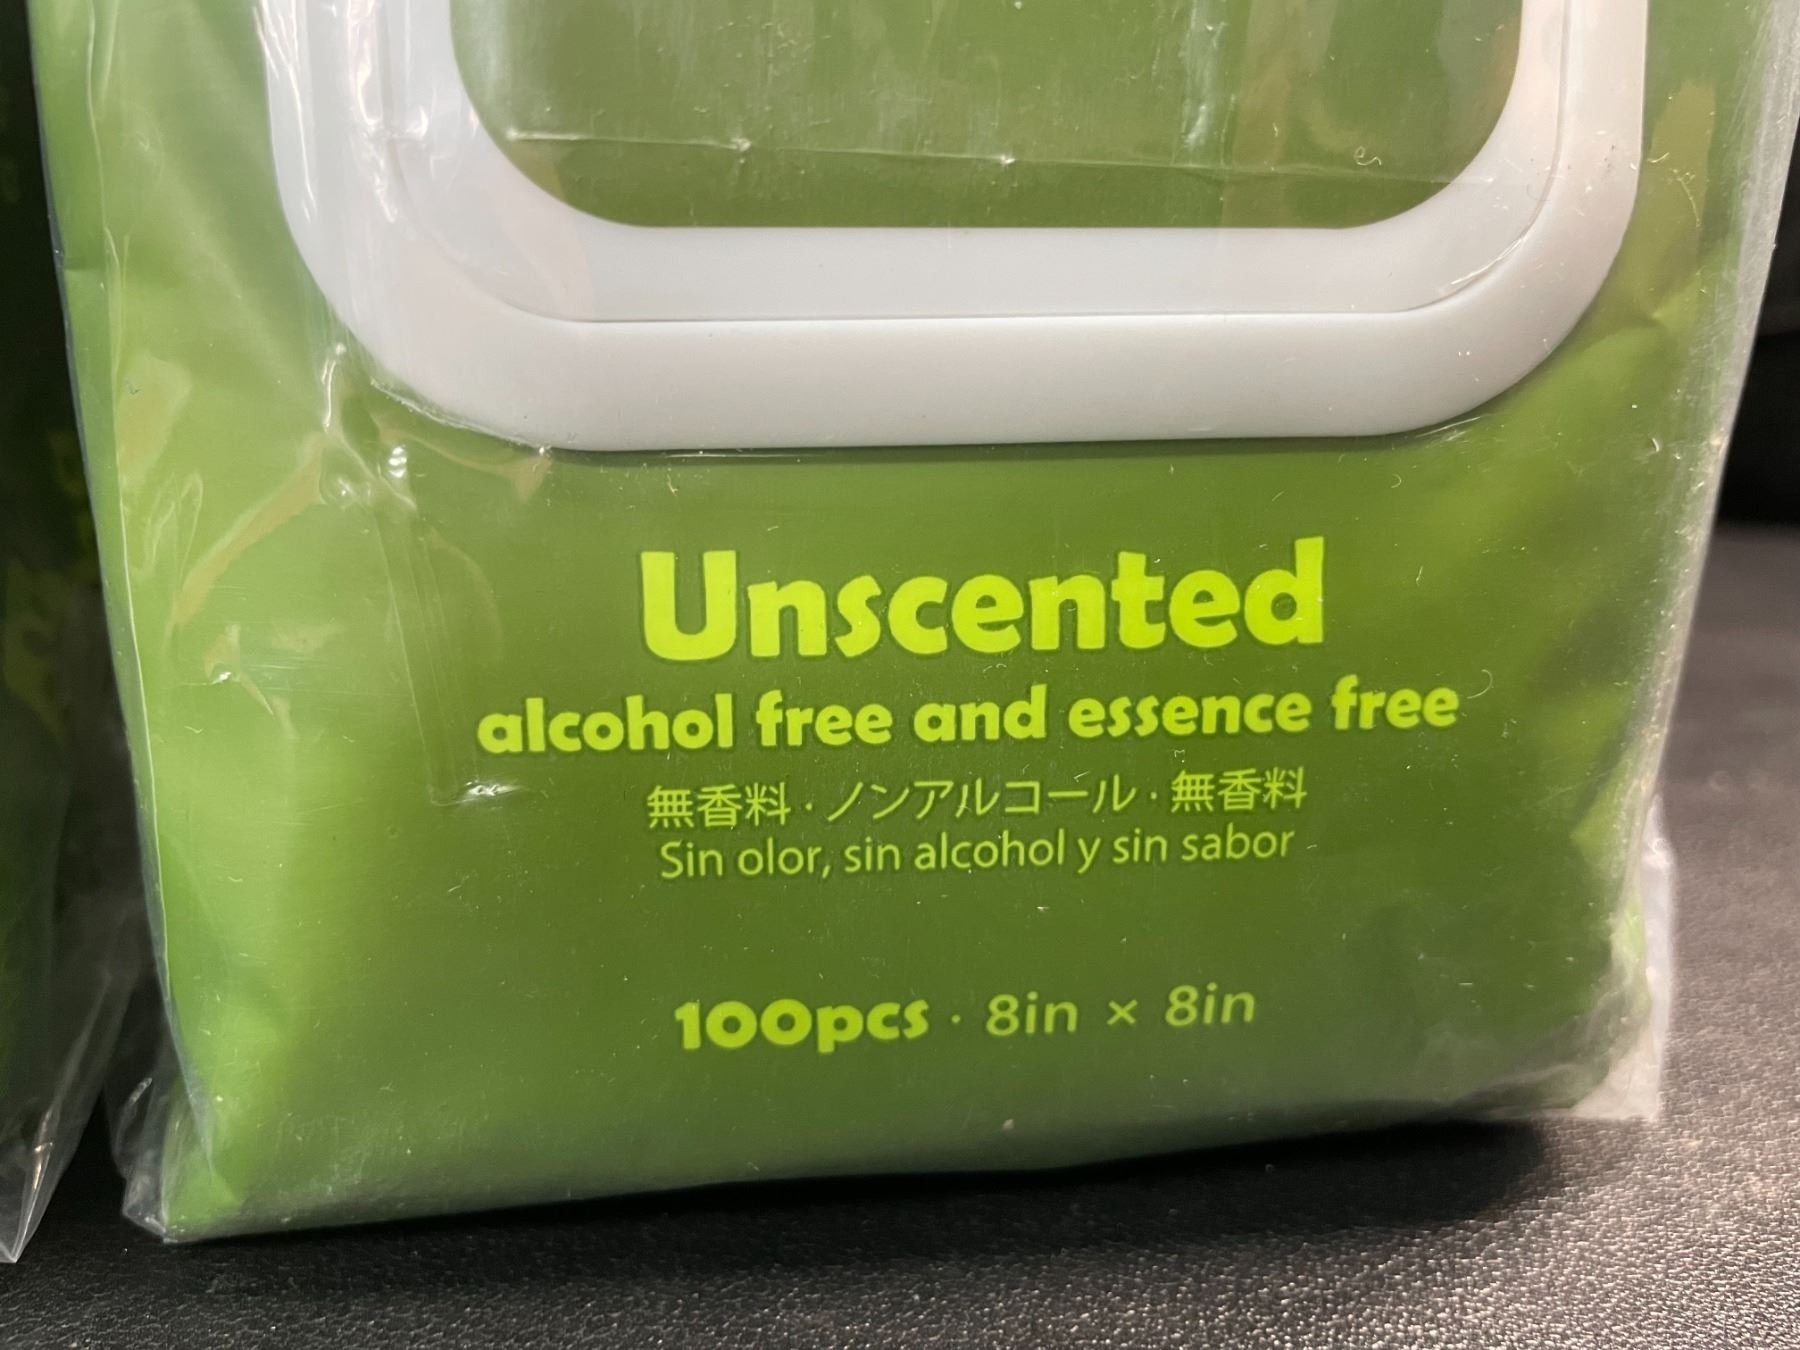 Unscented
alcohol free and essence free
無香料・ノンアルコール・無香料
Sin olor, sin alcohol y sin sabor
100pcs · 8in × 8in